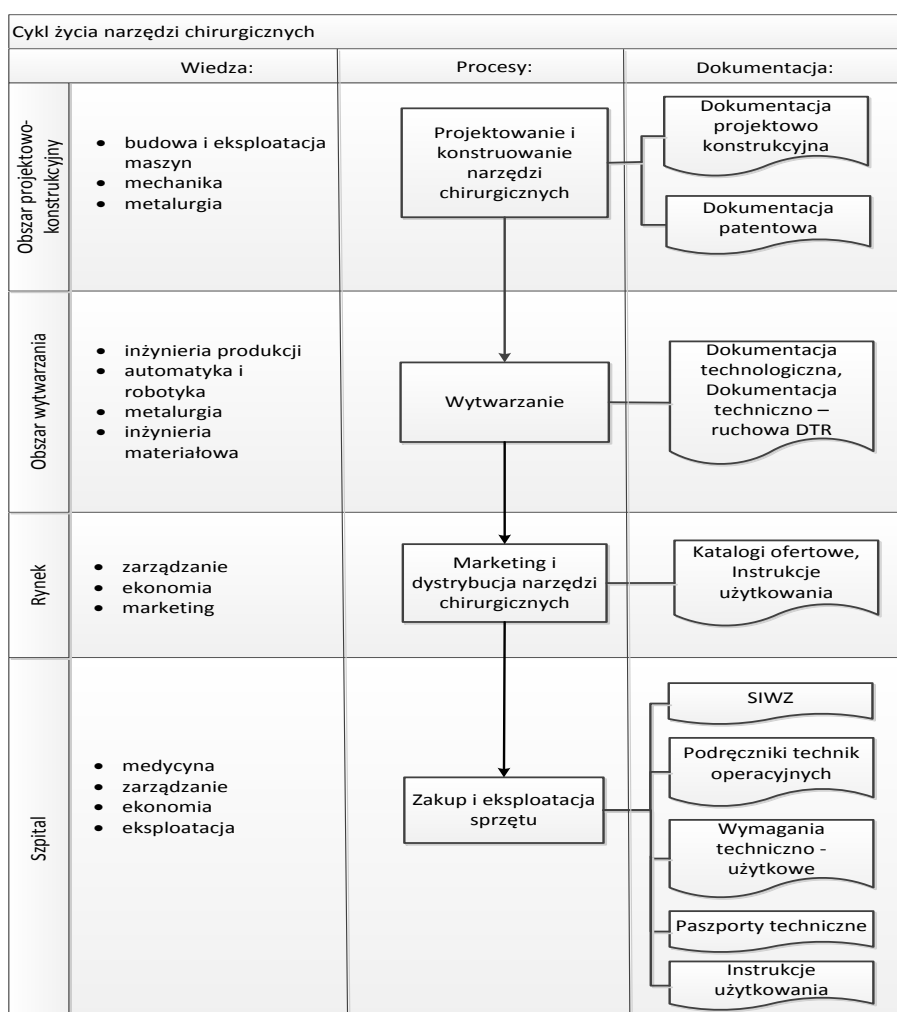 Cykl życia narzędzi chirurgicznych
Wiedza:
Procesy:
Dokumentacja:
Obszar projektowo-
konstrukcyjny
• budowa i eksploatacja
maszyn
• mechanika
• metalurgia
Projektowanie i
konstruowanie
narzędzi
chirurgicznych
Dokumentacja
projektowo
konstrukcyjna
Dokumentacja
patentowa
Obszar wytwarzania
• inżynieria produkcji
• automatyka i
robotyka
• metalurgia
• inżynieria
materiałowa
Wytwarzanie
Dokumentacja
technologiczna,
Dokumentacja
techniczno –
ruchowa DTR
Rynek
• zarządzanie
• ekonomia
• marketing
Marketing i
dystrybucja narzędzi
chirurgicznych
Katalogi ofertowe,
Instrukcje
użytkowania
Szpital
• medycyna
• zarządzanie
• ekonomia
• eksploatacja
Zakup i eksploatacja
sprzętu
SIWZ
Podręczniki technik
operacyjnych
Wymagania
techniczno -
użytkowe
Paszporty techniczne
Instrukcje
użytkowania